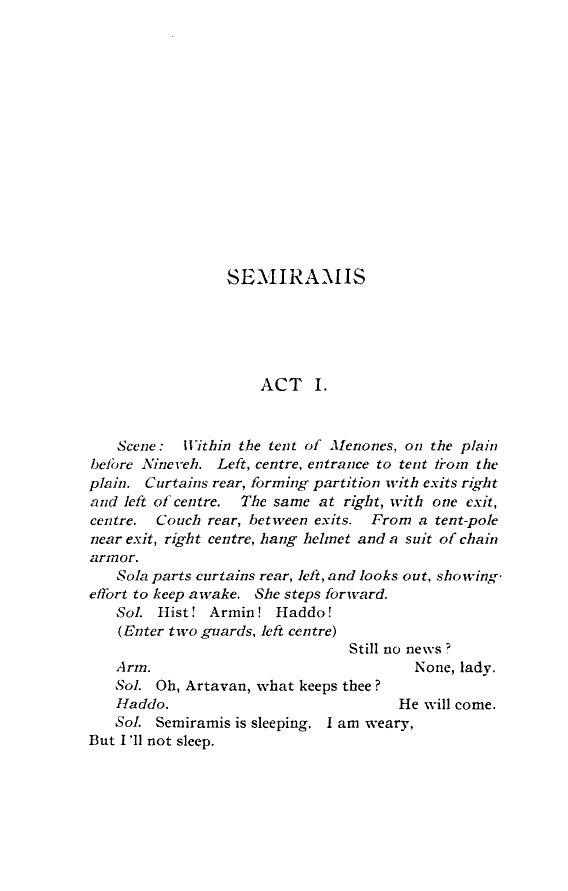 SEMIRAMIS
ACT I.
Scene: Within the tent of Menones, on the plain
before Nineveh. Left, centre, entrance to tent from the
plain. Curtains rear, forming partition with exits right
and left of centre. The same at right, with one exit,
centre. Couch rear, between exits. From a tent-pole
near exit, right centre, hang helmet and a suit of chain
armor.
Sola parts curtains rear, left, and looks out, showing
effort to keep awake. She steps forward.
Sol. Hist! Armin! Haddo!
(Enter two guards, left centre)
Still no news?
Arm. None, lady.
Sol. Oh, Artavan, what keeps thee?
Haddo. He will come.
Sol. Semiramis is sleeping. I am weary,
But I'll not sleep.